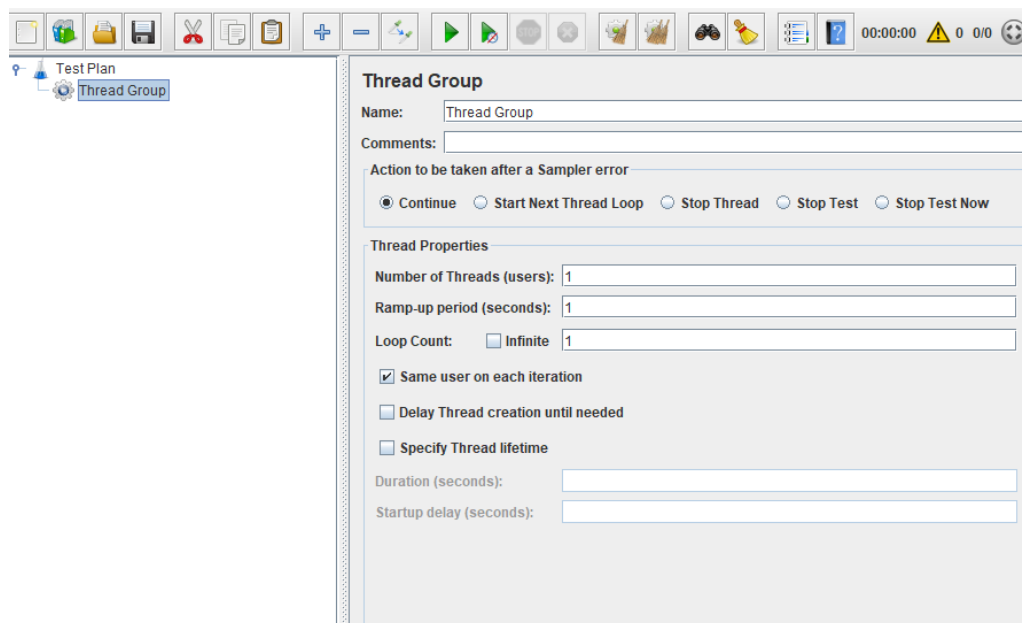 STOP
00:00:00 0 0/0
Test Plan
Thread Group
Thread Group
Name: Thread Group
Comments:
Action to be taken after a Sampler error
Continue Start Next Thread Loop Stop Thread Stop Test Stop Test Now
Thread Properties
Number of Threads (users): 1
Ramp-up period (seconds): 1
Loop Count: Infinite 1
Same user on each iteration
Delay Thread creation until needed
Specify Thread lifetime
Duration (seconds):
Startup delay (seconds):